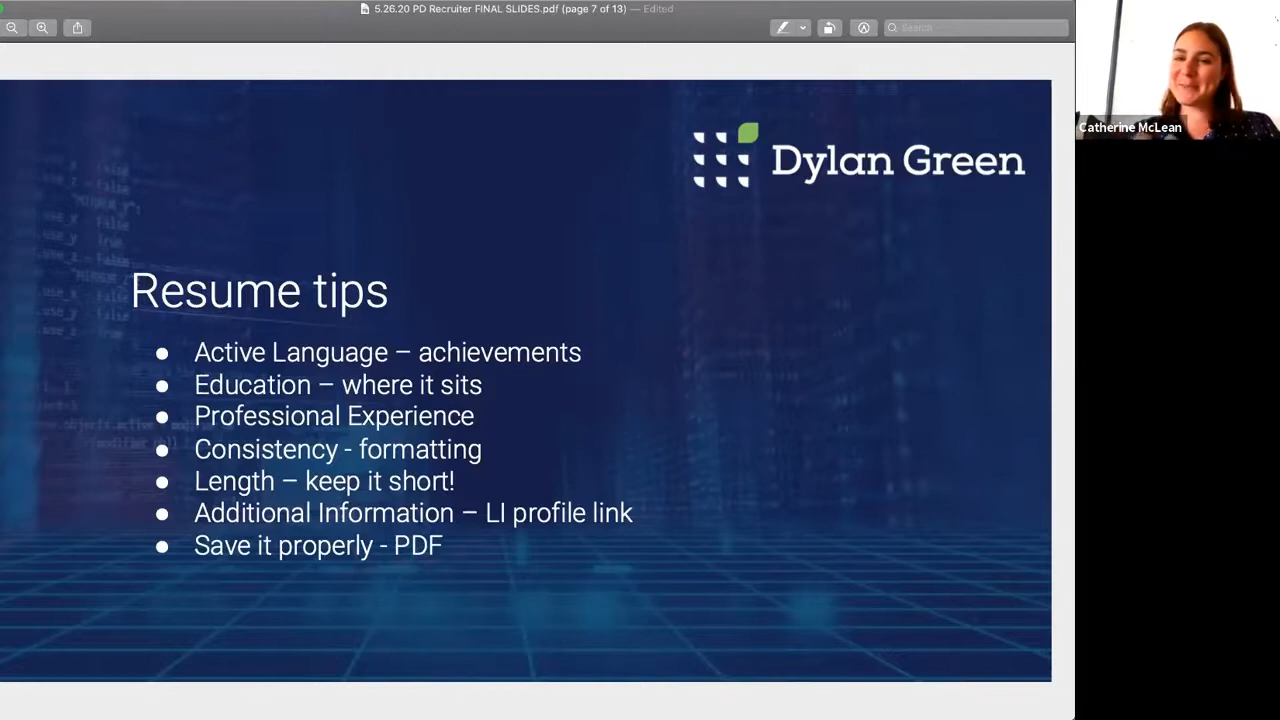 5.26.20 PD Recruiter FINAL SLIDES.pdf (page 7 of 13) — Edited
Search
Catherine McLean
Dylan Green
Resume tips
● Active Language – achievements
● Education – where it sits
● Professional Experience
● Consistency - formatting
● Length – keep it short!
● Additional Information – LI profile link
● Save it properly - PDF